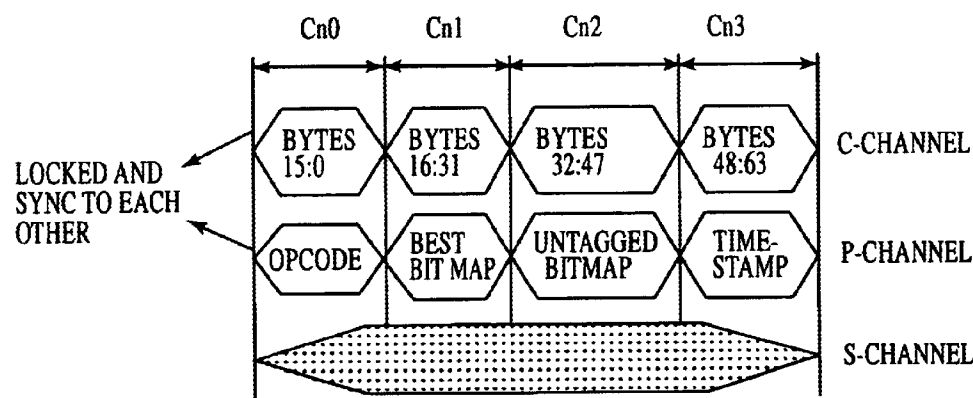 Cn0 Cn1 Cn2 Cn3
BYTES
15:0
BYTES
16:31
BYTES
32:47
BYTES
48:63
C-CHANNEL
LOCKED AND
SYNC TO EACH
OTHER
OPCODE
BEST
BIT MAP
UNTAGGED
BITMAP
TIME-
STAMP
P-CHANNEL
S-CHANNEL